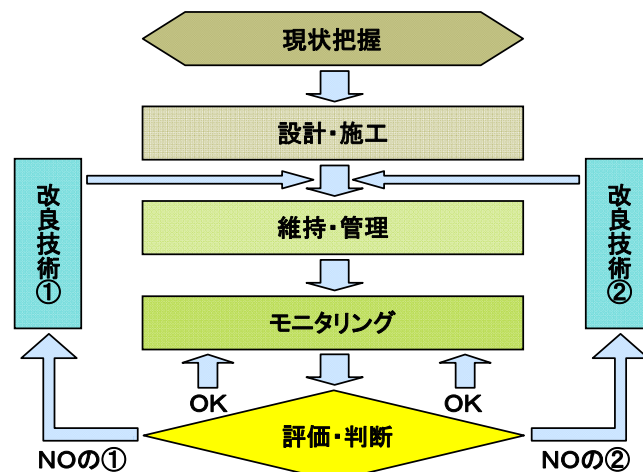 現状把握
設計・施工
改良技術①
改良技術②
維持・管理
モニタリング
OK
OK
評価・判断
NOの①
NOの②